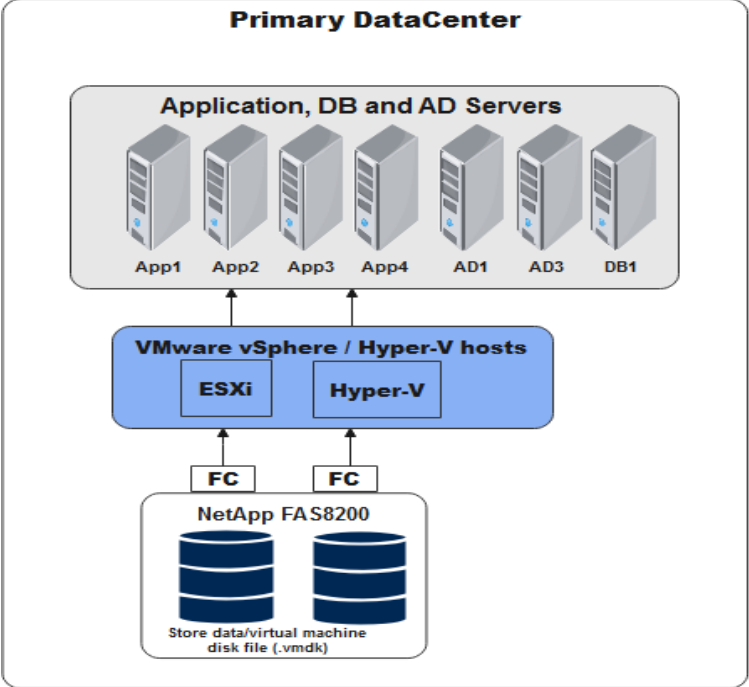 Primary DataCenter
Application, DB and AD Servers
App1 App2 App3 App4 AD1 AD3 DB1
VMware vSphere / Hyper-V hosts
ESXi Hyper-V
FC FC
NetApp FAS8200
Store data/virtual machine
disk file (.vmdk)